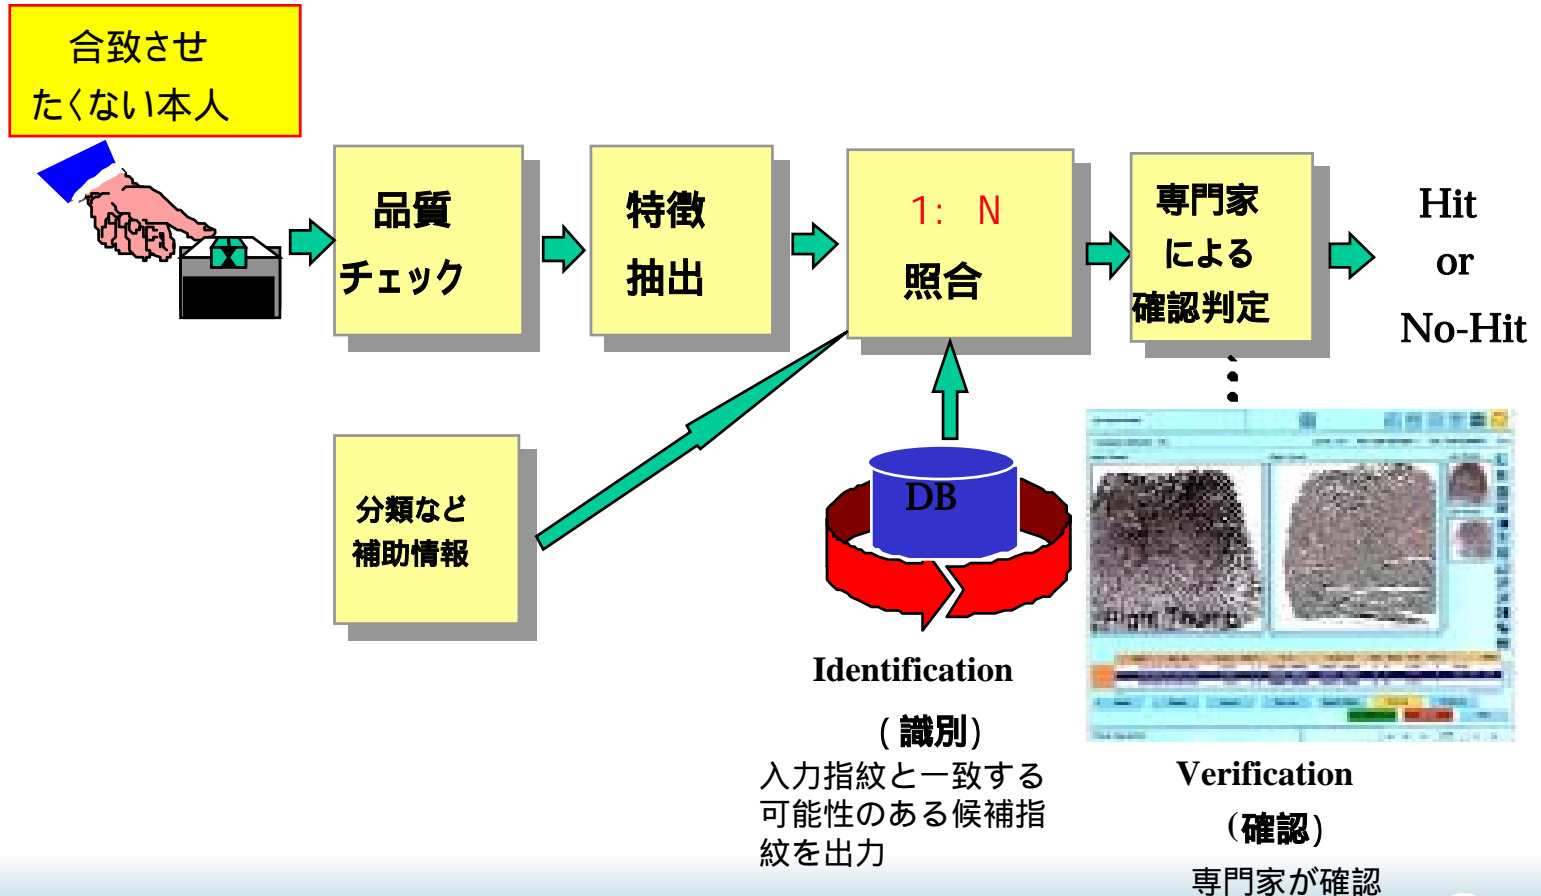 合致させ
たくない本人
品質
チェック
特徴
抽出
1: N
照合
専門家
による
確認判定
Hit
or
No-Hit
分類など
補助情報
DB
Right Thumb
Identification
(識別)
入力指紋と一致する
可能性のある候補指
紋を出力
Verification
(確認)
専門家が確認